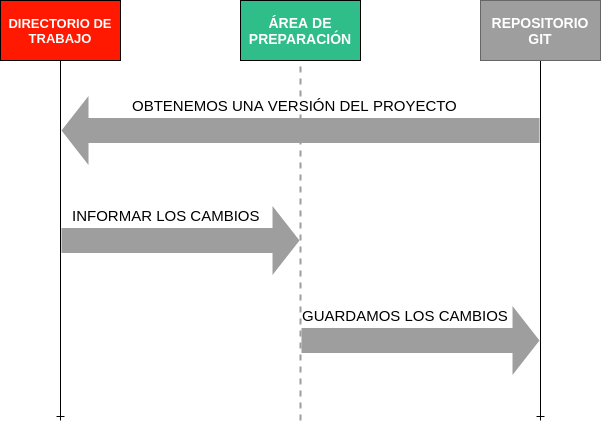 DIRECTORIO DE
TRABAJO
ÁREA DE
PREPARACIÓN
REPOSITORIO
GIT
OBTENEMOS UNA VERSIÓN DEL PROYECTO
INFORMAR LOS CAMBIOS
GUARDAMOS LOS CAMBIOS